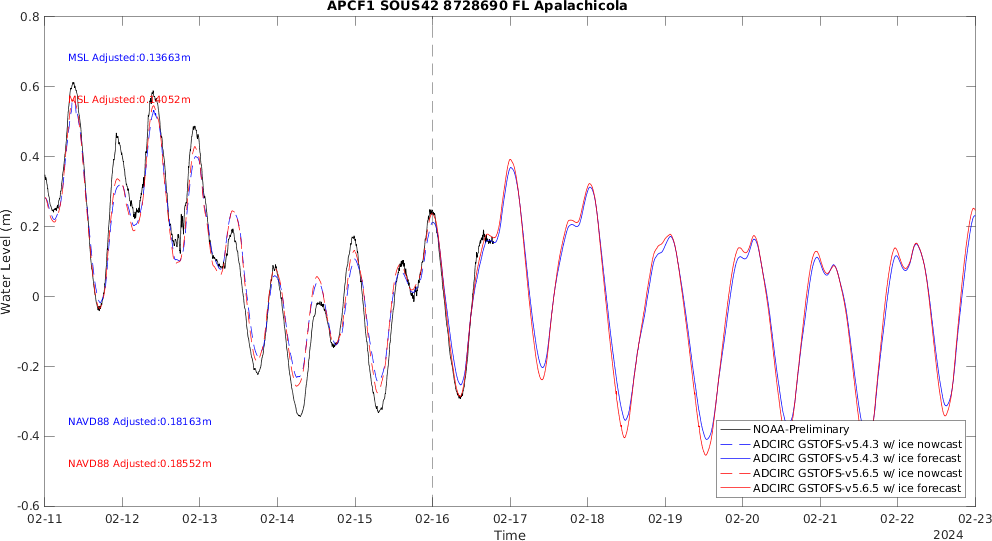 APCF1 SOUS42 8728690 FL Apalachicola
0.8
0.6
0.4
0.2
0
-0.2
-0.4
-0.6
Water Level (m)
MSL Adjusted:0.13663m
MSL Adjusted:0.14052m
NAVD88 Adjusted:0.18163m
NAVD88 Adjusted:0.18552m
NOAA-Preliminary
ADCIRC GSTOFS-v5.4.3 w/ ice nowcast
ADCIRC GSTOFS-v5.4.3 w/ ice forecast
ADCIRC GSTOFS-v5.6.5 w/ ice nowcast
ADCIRC GSTOFS-v5.6.5 w/ ice forecast
02-11 02-12 02-13 02-14 02-15 02-16 02-17 02-18 02-19 02-20 02-21 02-22 02-23
Time
2024